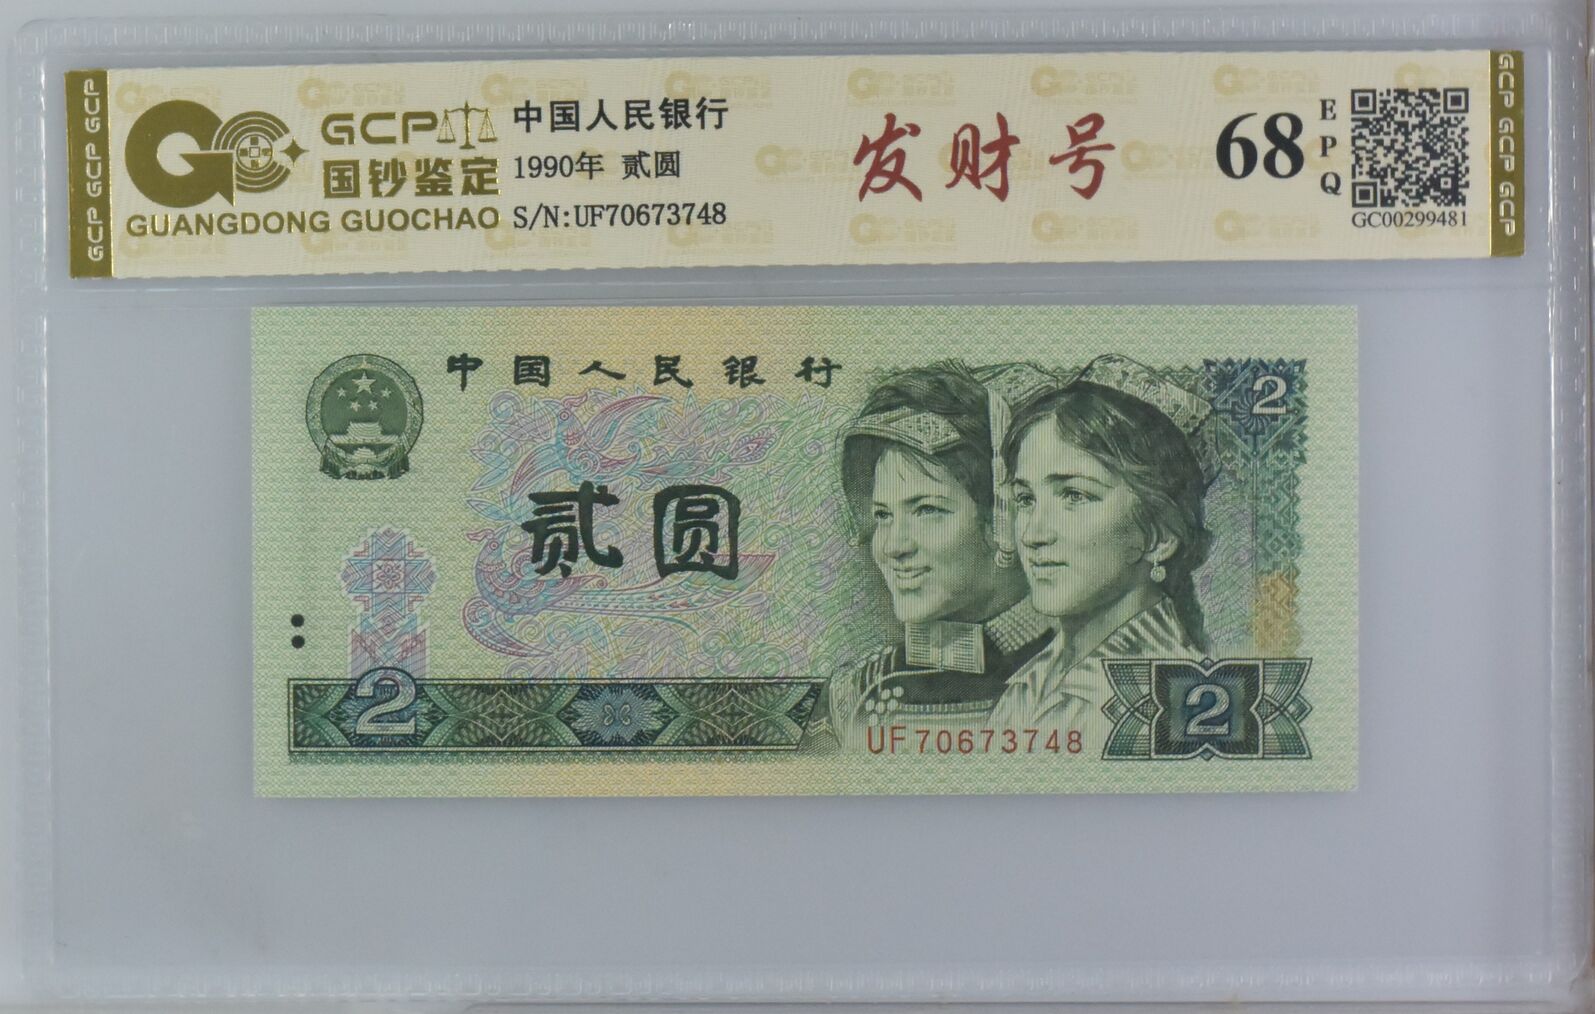 GCP
国钞鉴定
GUANGDONG GUOCHAO
中国人民银行
1990年 贰圆
S/N:UF70673748
发财号
68
EPQ
GC00299481
GCP GCP GCP
GCP GCP GCP
中国人民银行
2
贰圆
2
2
UF70673748